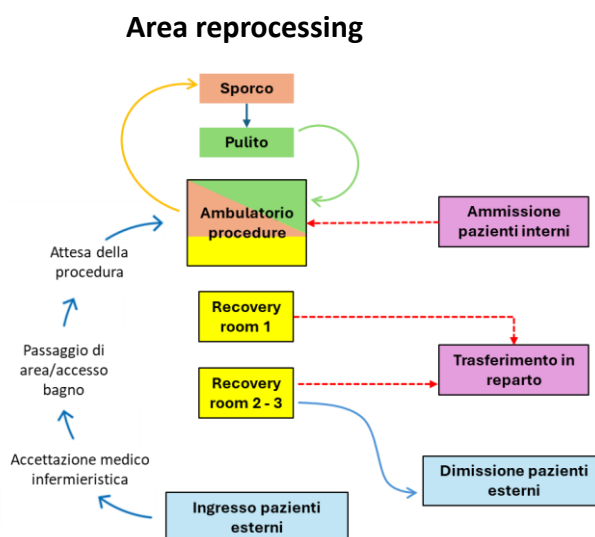 Area reprocessing
Sporco
Pulito
Ambulatorio
procedure
Ammissione
pazienti interni
Attesa della
procedura
Recovery
room 1
Passaggio di
area/accesso
bagno
Trasferimento in
reparto
Recovery
room 2 - 3
Accettazione medico
infermieristica
Dimissione pazienti
esterni
Ingresso pazienti
esterni